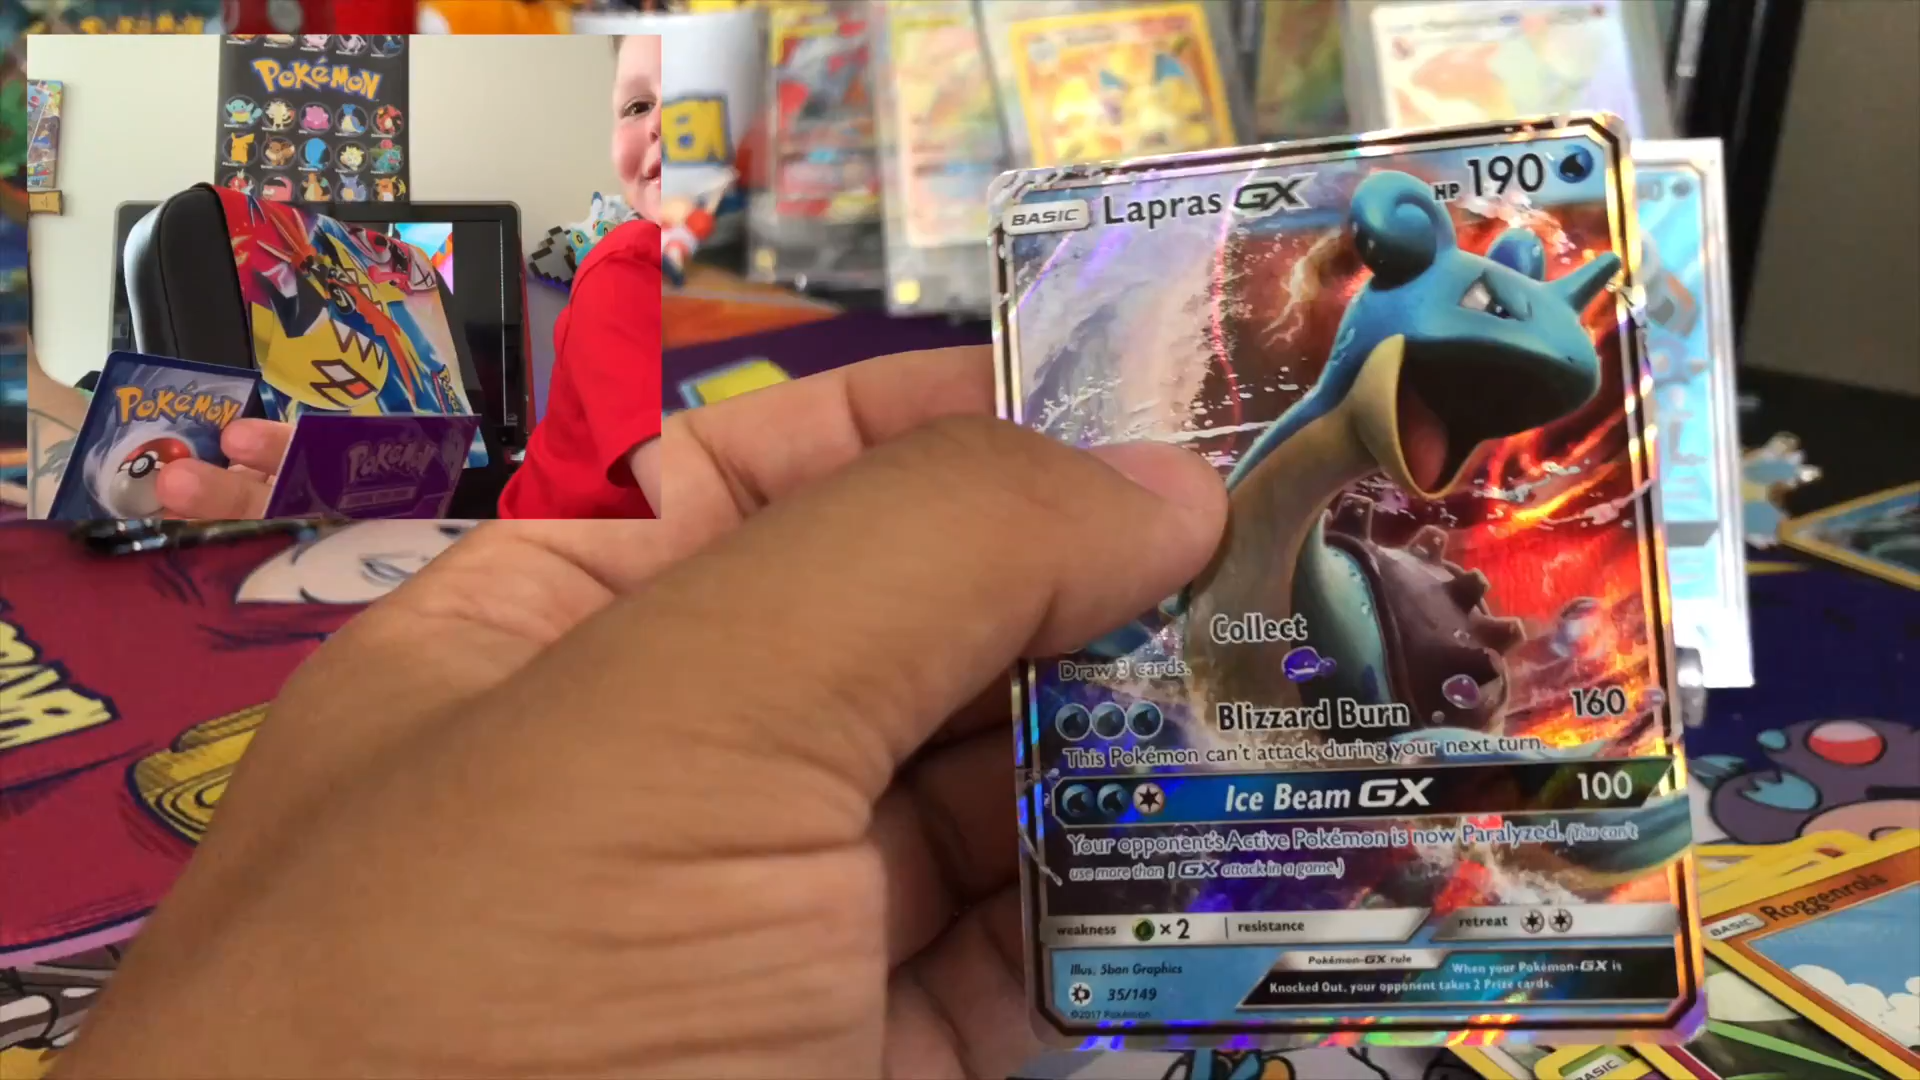 POKéMON
POKéMON
POKéMON
BASIC Lapras GX HP 190
Collect
Draw 3 cards.
Blizzard Burn 160
This Pokémon can't attack during your next turn.
Ice Beam GX 100
Your opponent's Active Pokémon is now Paralyzed. (You can't
use more than 1 GX attack in a game.)
weakness ×2 resistance retreat
Illus. 5ban Graphics
Pokémon-GX rule
When your Pokémon-GX is
Knocked Out, your opponent takes 2 Prize cards.
35/149
©2017 Pokémon
BASIC Roggenrola
BASIC